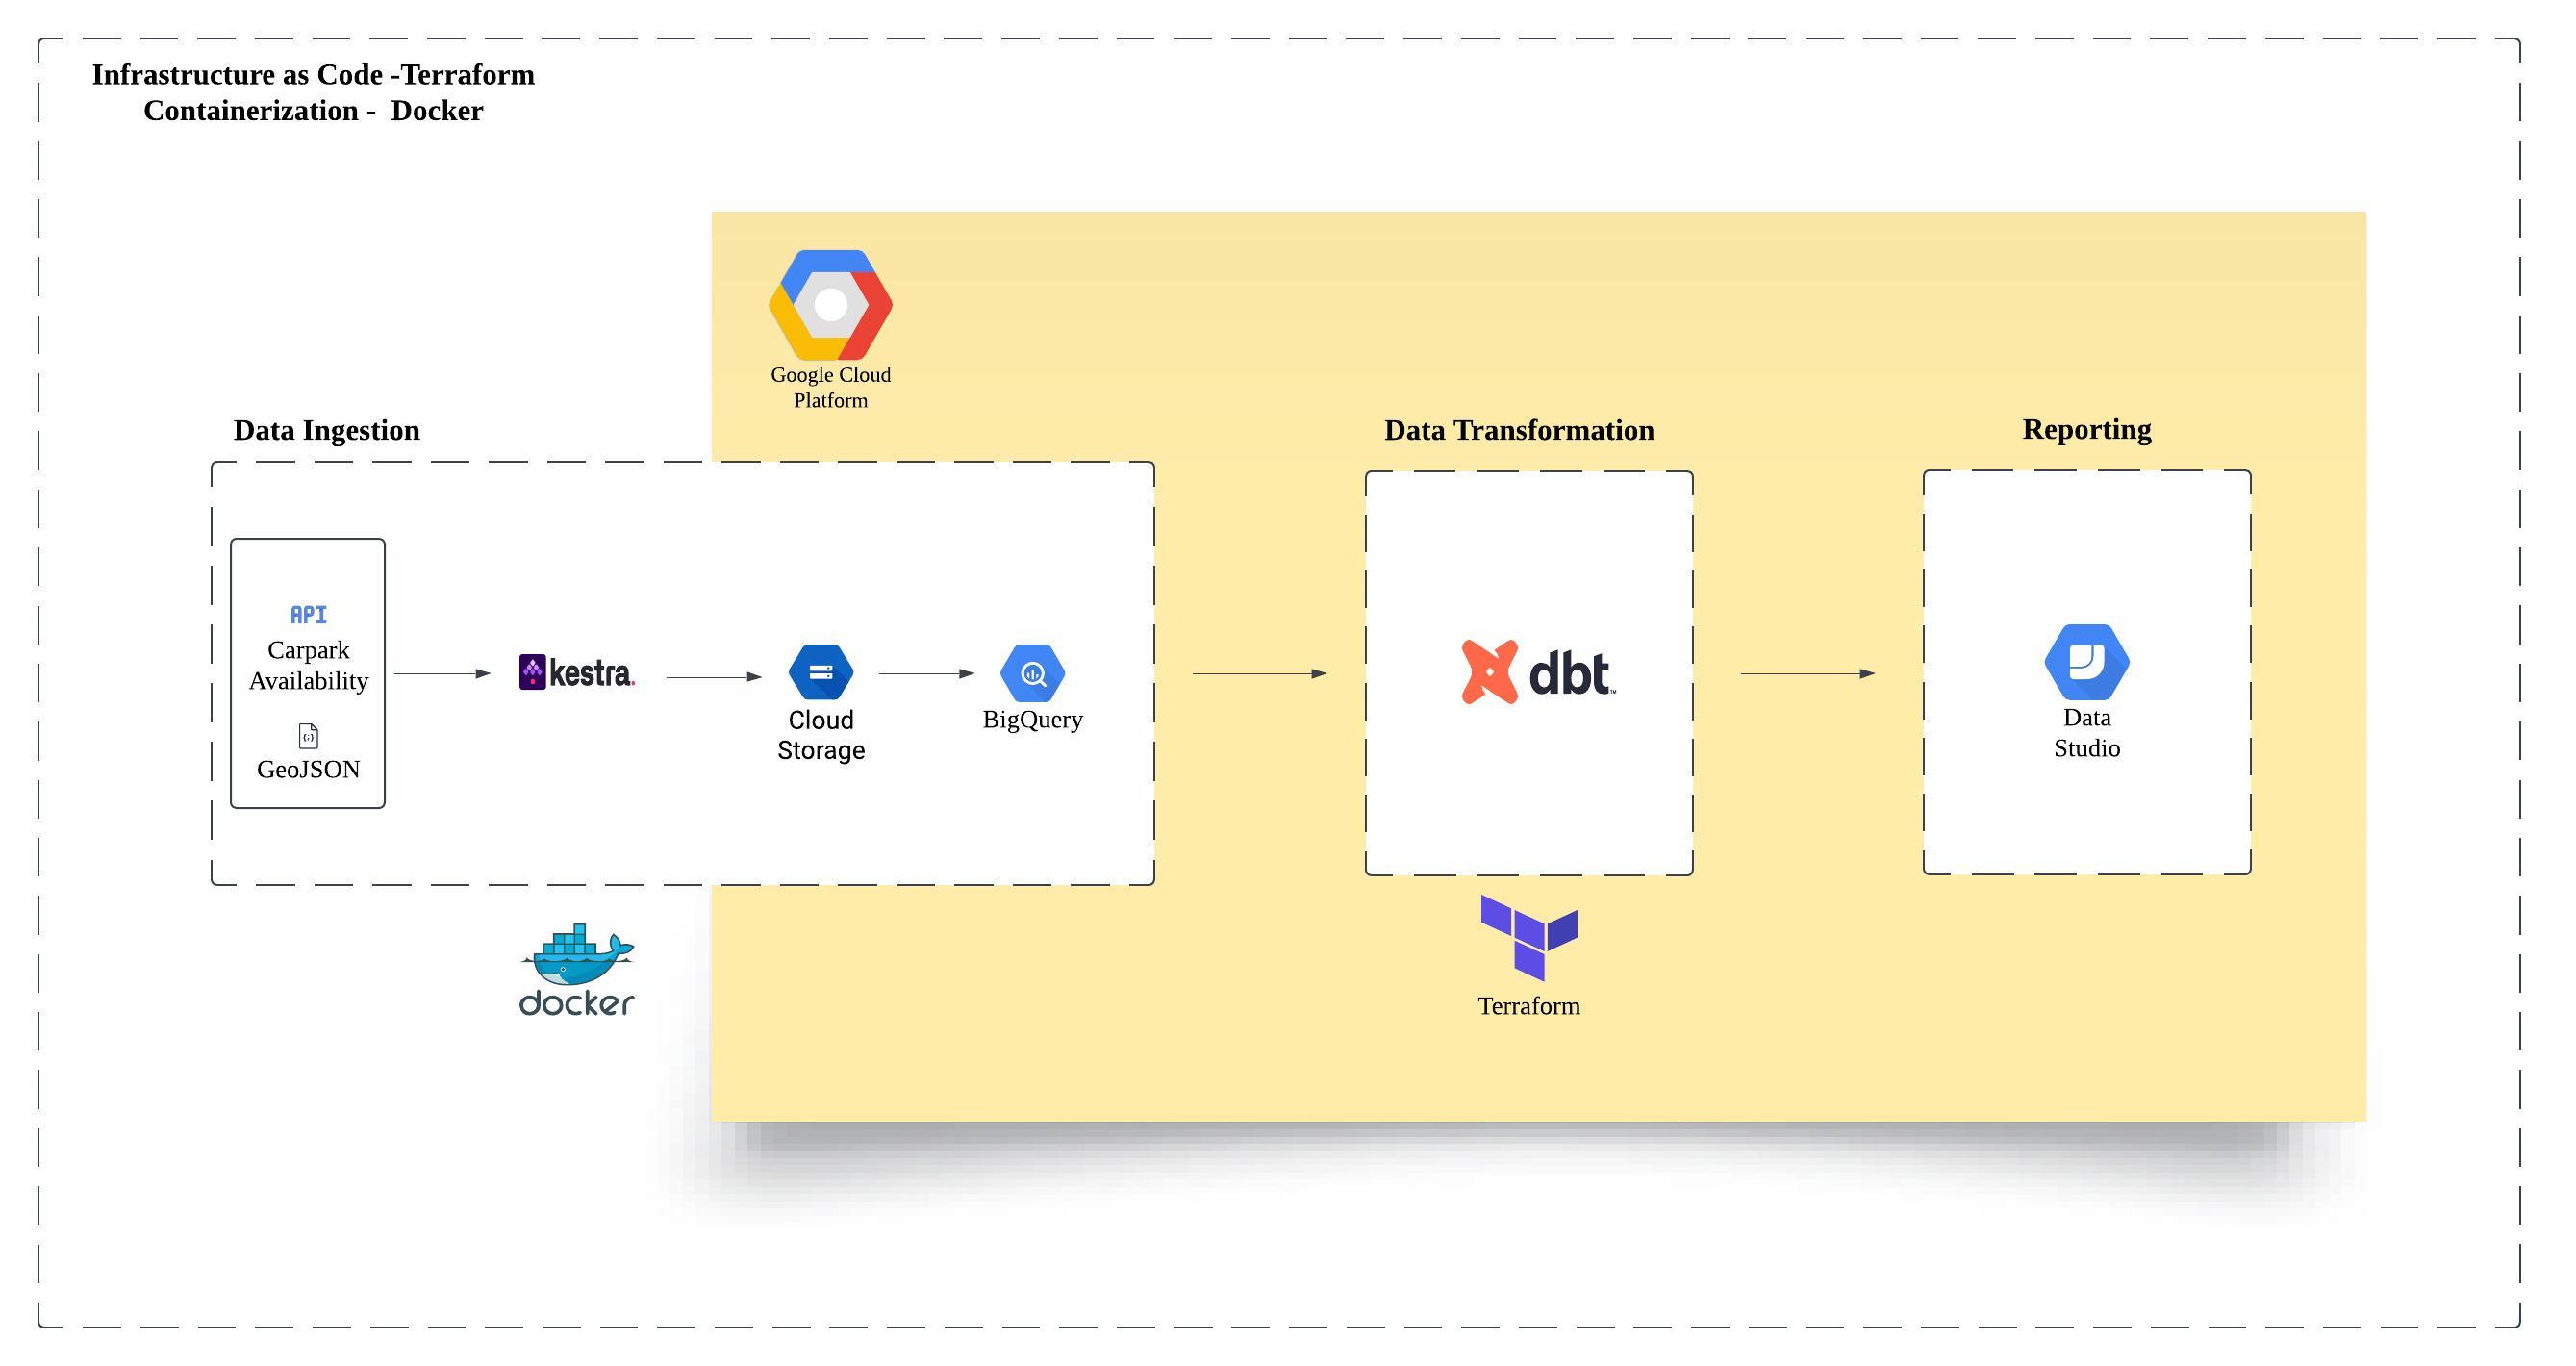 Infrastructure as Code -Terraform
Containerization -  Docker
Google Cloud
Platform
Data Ingestion
Data Transformation
Reporting
API
Carpark
Availability
GeoJSON
kestra.
Cloud
Storage
BigQuery
dbt
Data
Studio
docker
Terraform